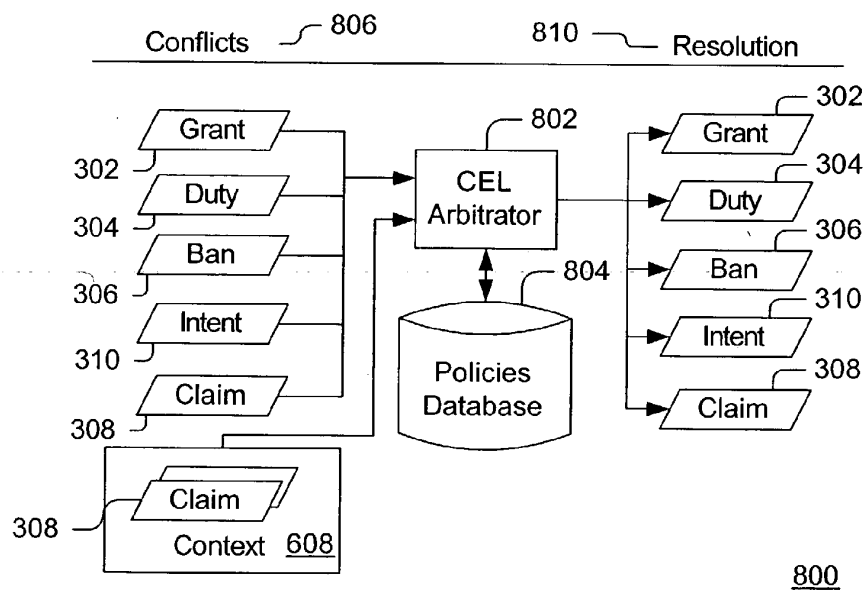 Conflicts 806 810 Resolution
Grant 302 802 Grant 302
Duty 304 CEL Arbitrator Duty 304
Ban 306 804 Ban 306
Intent 310 Policies Database Intent 310
Claim 308 Claim 308
308 Claim
Context 608
800